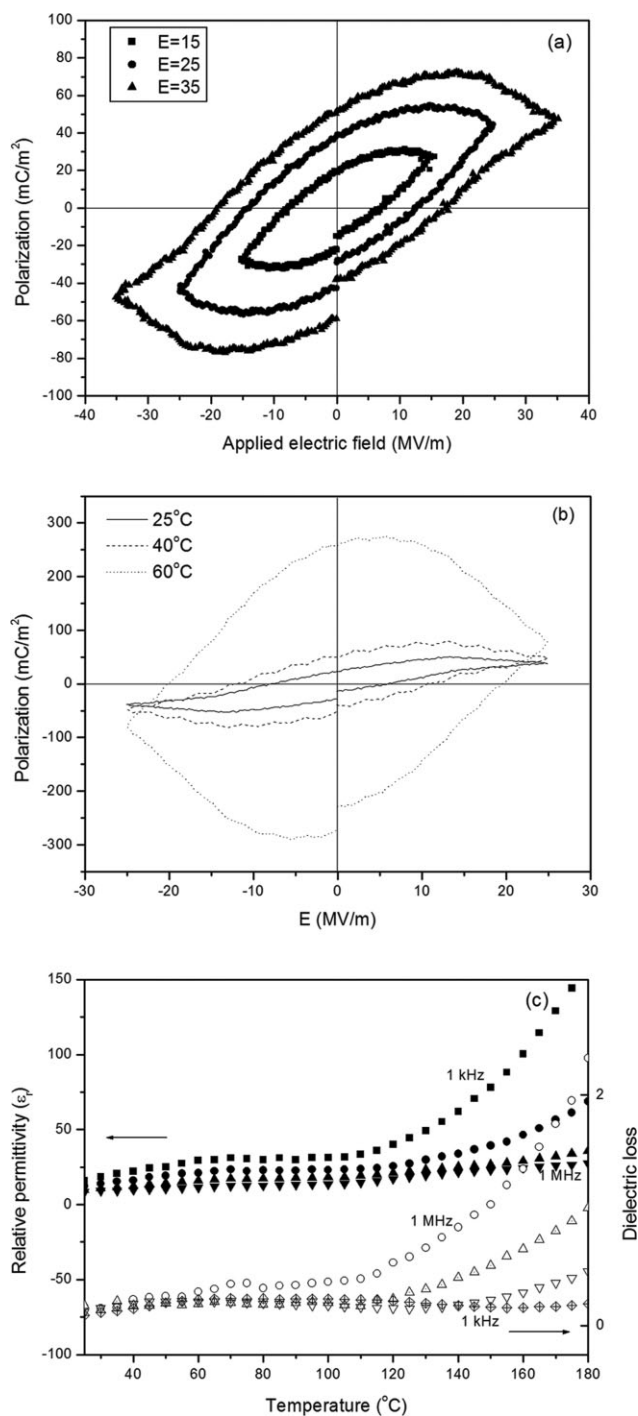 (a)
E=15
E=25
E=35
100
80
60
40
20
0
-20
-40
-60
-80
-100
Polarization (mC/m²)
-40 -30 -20 -10 0 10 20 30 40
Applied electric field (MV/m)
(b)
25°C
40°C
60°C
300
200
100
0
-100
-200
-300
Polarization (mC/m²)
-30 -20 -10 0 10 20 30
E (MV/m)
(c)
150
100
50
0
-50
-100
Relative permittivity (εᵣ)
1 kHz
1 MHz
1 MHz
1 kHz
2
0
Dielectric loss
40 60 80 100 120 140 160 180
Temperature (°C)